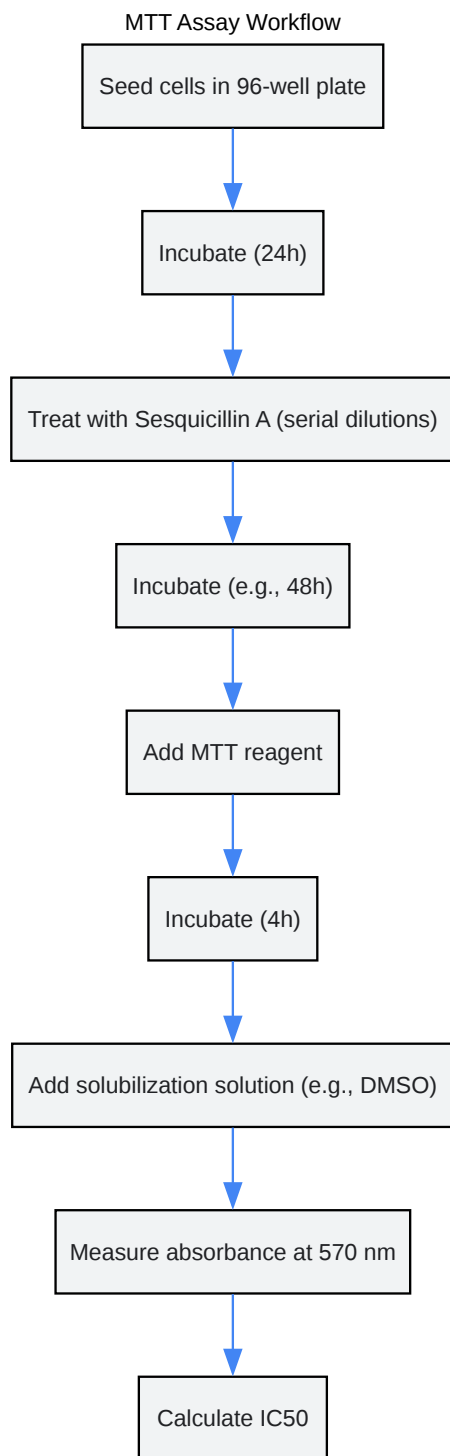 MTT Assay Workflow
Seed cells in 96-well plate
Incubate (24h)
Treat with Sesquicillin A (serial dilutions)
Incubate (e.g., 48h)
Add MTT reagent
Incubate (4h)
Add solubilization solution (e.g., DMSO)
Measure absorbance at 570 nm
Calculate IC50